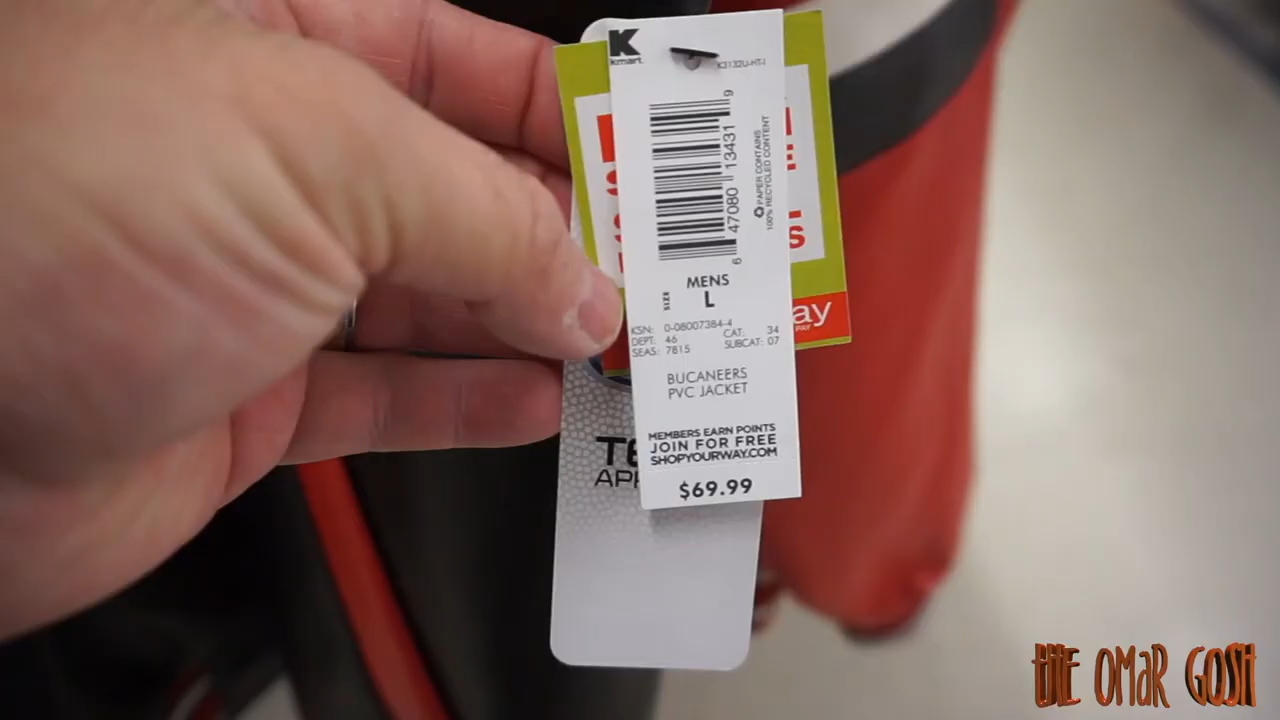 K
kmart.
K3132U-HT-J
6 47080 13431 9
PAPER CONTAINS
100% RECYCLED CONTENT
MENS
SIZE L
KSN: 0-08007384-4
DEPT: 46 CAT: 34
SEAS: 7815 SUBCAT: 07
BUCANEERS
PVC JACKET
MEMBERS EARN POINTS
JOIN FOR FREE
SHOPYOURWAY.COM
$69.99
ay
PAY
THE OMAR GOSH